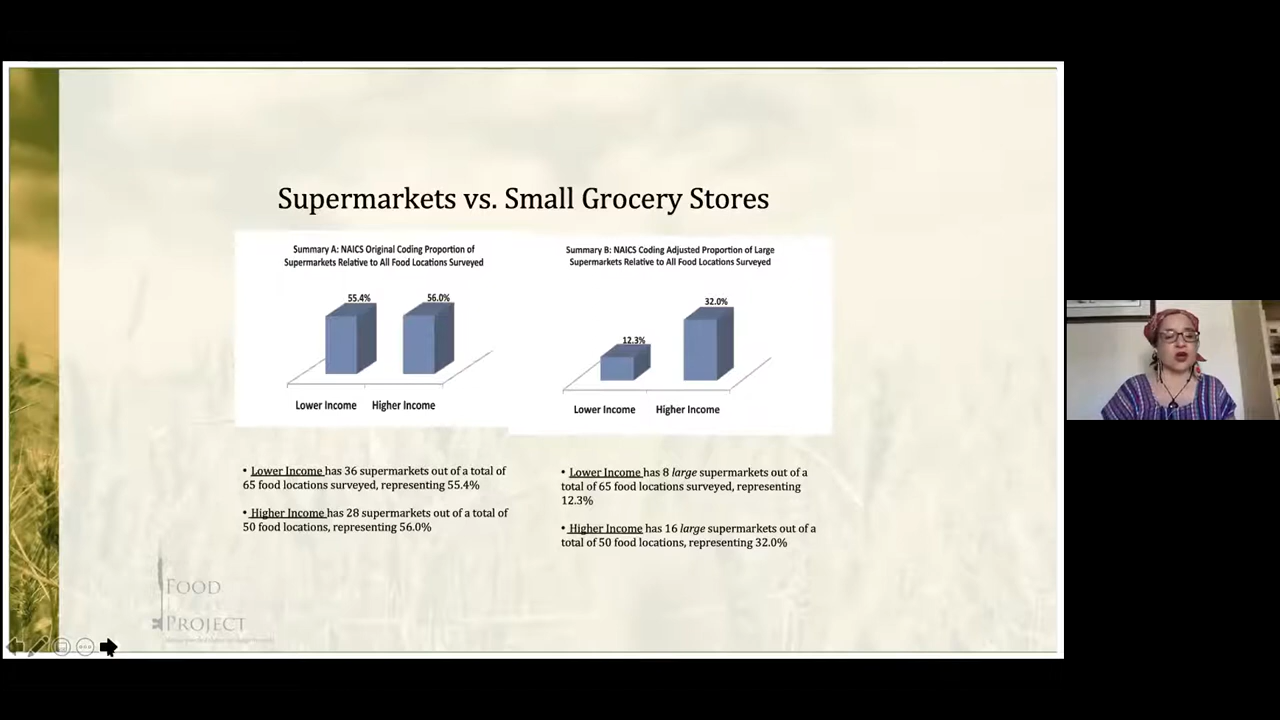 Supermarkets vs. Small Grocery Stores
Summary A: NAICS Original Coding Proportion of
Supermarkets Relative to All Food Locations Surveyed
55.4%
56.0%
Lower Income
Higher Income
Summary B: NAICS Coding Adjusted Proportion of Large
Supermarkets Relative to All Food Locations Surveyed
12.3%
32.0%
Lower Income
Higher Income
• Lower Income has 36 supermarkets out of a total of
65 food locations surveyed, representing 55.4%
• Higher Income has 28 supermarkets out of a total of
50 food locations, representing 56.0%
• Lower Income has 8 large supermarkets out of a
total of 65 food locations surveyed, representing
12.3%
• Higher Income has 16 large supermarkets out of a
total of 50 food locations, representing 32.0%
FOOD
PROJECT